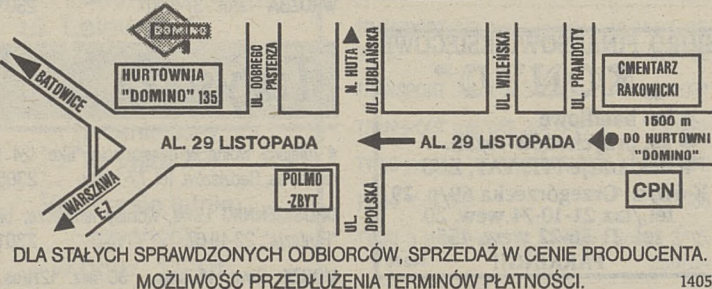 DOMINO
BATOWICE
HURTOWNIA
"DOMINO" 135
UL. DOBREGO
PASTERZA
N. HUTA
UL. LUBLAŃSKA
UL. WILEŃSKA
UL. PRANDOTY
CMENTARZ
RAKOWICKI
1500 m
DO HURTOWNI
"DOMINO"
AL. 29 LISTOPADA
AL. 29 LISTOPADA
WARSZAWA
E-7
POLMO
-ZBYT
UL.
OPOLSKA
CPN
DLA STAŁYCH SPRAWDZONYCH ODBIORCÓW, SPRZEDAŻ W CENIE PRODUCENTA.
MOŻLIWOŚĆ PRZEDŁUŻENIA TERMINÓW PŁATNOŚCI.
1405